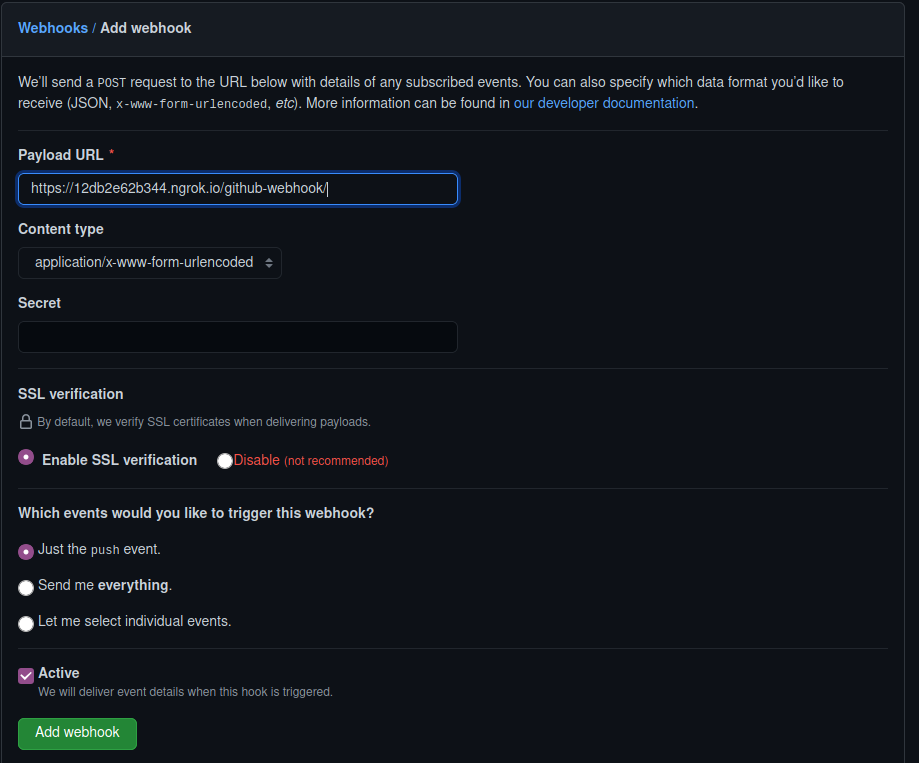 Webhooks / Add webhook
We’ll send a POST request to the URL below with details of any subscribed events. You can also specify which data format you’d like to
receive (JSON, x-www-form-urlencoded, etc). More information can be found in our developer documentation.
Payload URL *
https://12db2e62b344.ngrok.io/github-webhook/
Content type
application/x-www-form-urlencoded
Secret
SSL verification
By default, we verify SSL certificates when delivering payloads.
Enable SSL verification Disable (not recommended)
Which events would you like to trigger this webhook?
Just the push event.
Send me everything.
Let me select individual events.
Active
We will deliver event details when this hook is triggered.
Add webhook